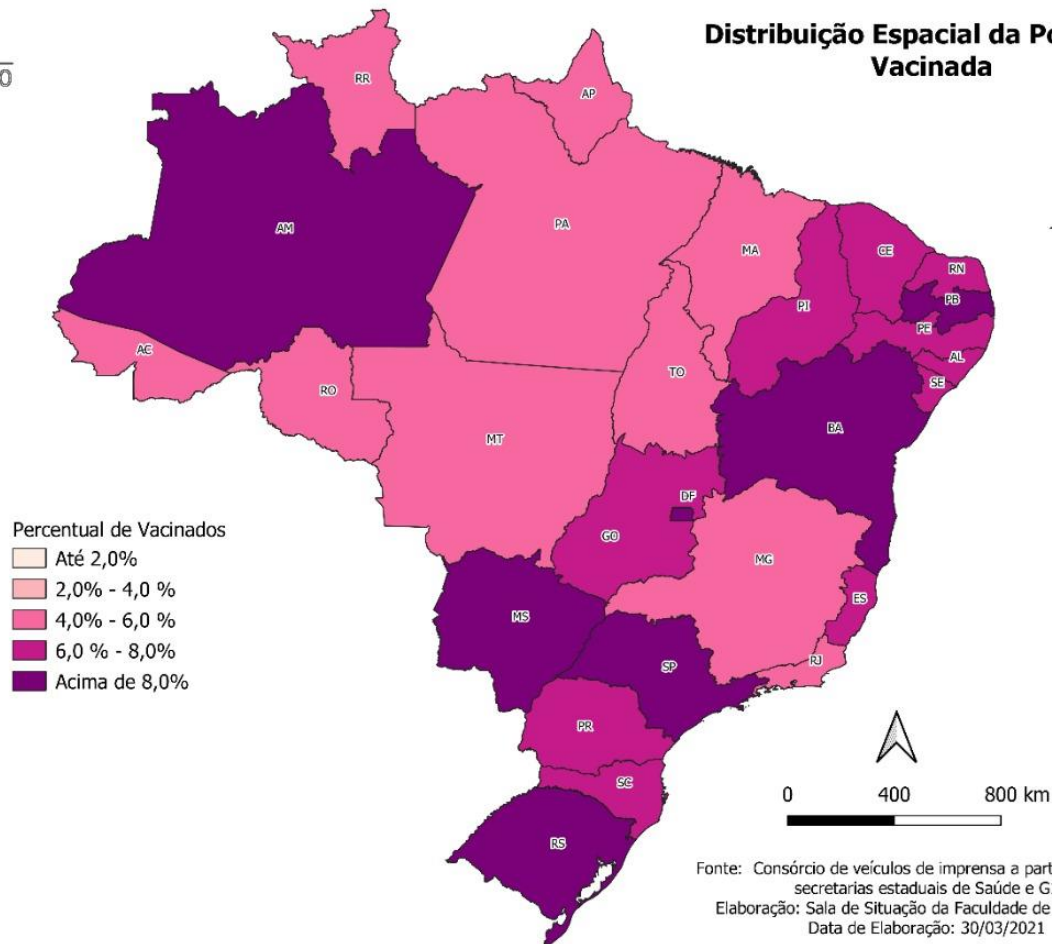 Distribuição Espacial da Po
Vacinada
0
RR
AP
AM
PA
MA
CE
RN
PB
PI
PE
AL
SE
AC
TO
RO
BA
MT
DF
GO
MG
ES
MS
SP
RJ
PR
SC
RS
Percentual de Vacinados
Até 2,0%
2,0% - 4,0 %
4,0% - 6,0 %
6,0 % - 8,0%
Acima de 8,0%
0 400 800 km
Fonte: Consórcio de veículos de imprensa a part
secretarias estaduais de Saúde e G
Elaboração: Sala de Situação da Faculdade de
Data de Elaboração: 30/03/2021